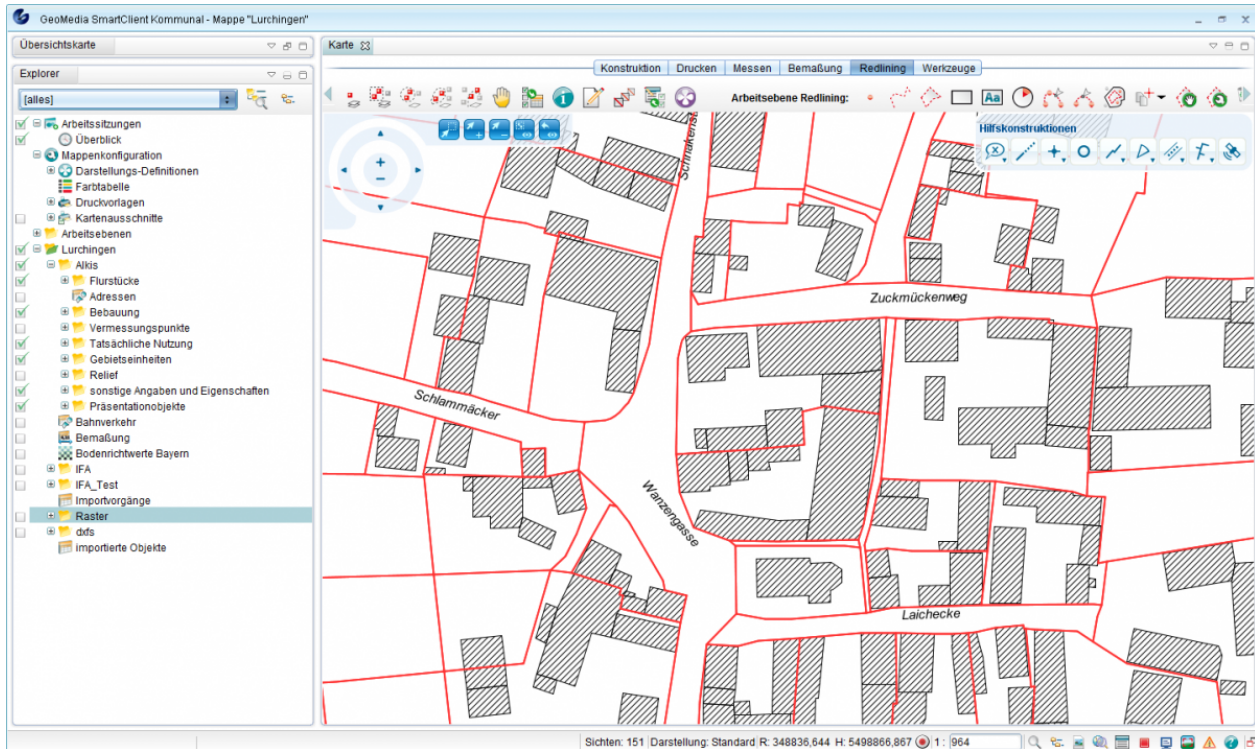 GeoMedia SmartClient Kommunal - Mappe "Lurchingen"
Übersichtskarte
Explorer
[alles]
Arbeitssitzungen
Überblick
Mappenkonfiguration
Darstellungs-Definitionen
Farbtabelle
Druckvorlagen
Kartenausschnitte
Arbeitsebenen
Lurchingen
Alkis
Flurstücke
Adressen
Bebauung
Vermessungspunkte
Tatsächliche Nutzung
Gebietseinheiten
Relief
sonstige Angaben und Eigenschaften
Präsentationobjekte
Bahnverkehr
Bemaßung
Bodenrichtwerte Bayern
IFA
IFA_Test
Importvorgänge
Raster
dxfs
importierte Objekte
Karte
Konstruktion Drucken Messen Bemaßung Redlining Werkzeuge
Arbeitsebene Redlining:
Aa
Hilfskonstruktionen
Zuckmückenweg
Schlammäcker
Wanzengasse
Laichecke
Sichten: 151 Darstellung: Standard R: 348836,644 H: 5498866,867 1 : 964